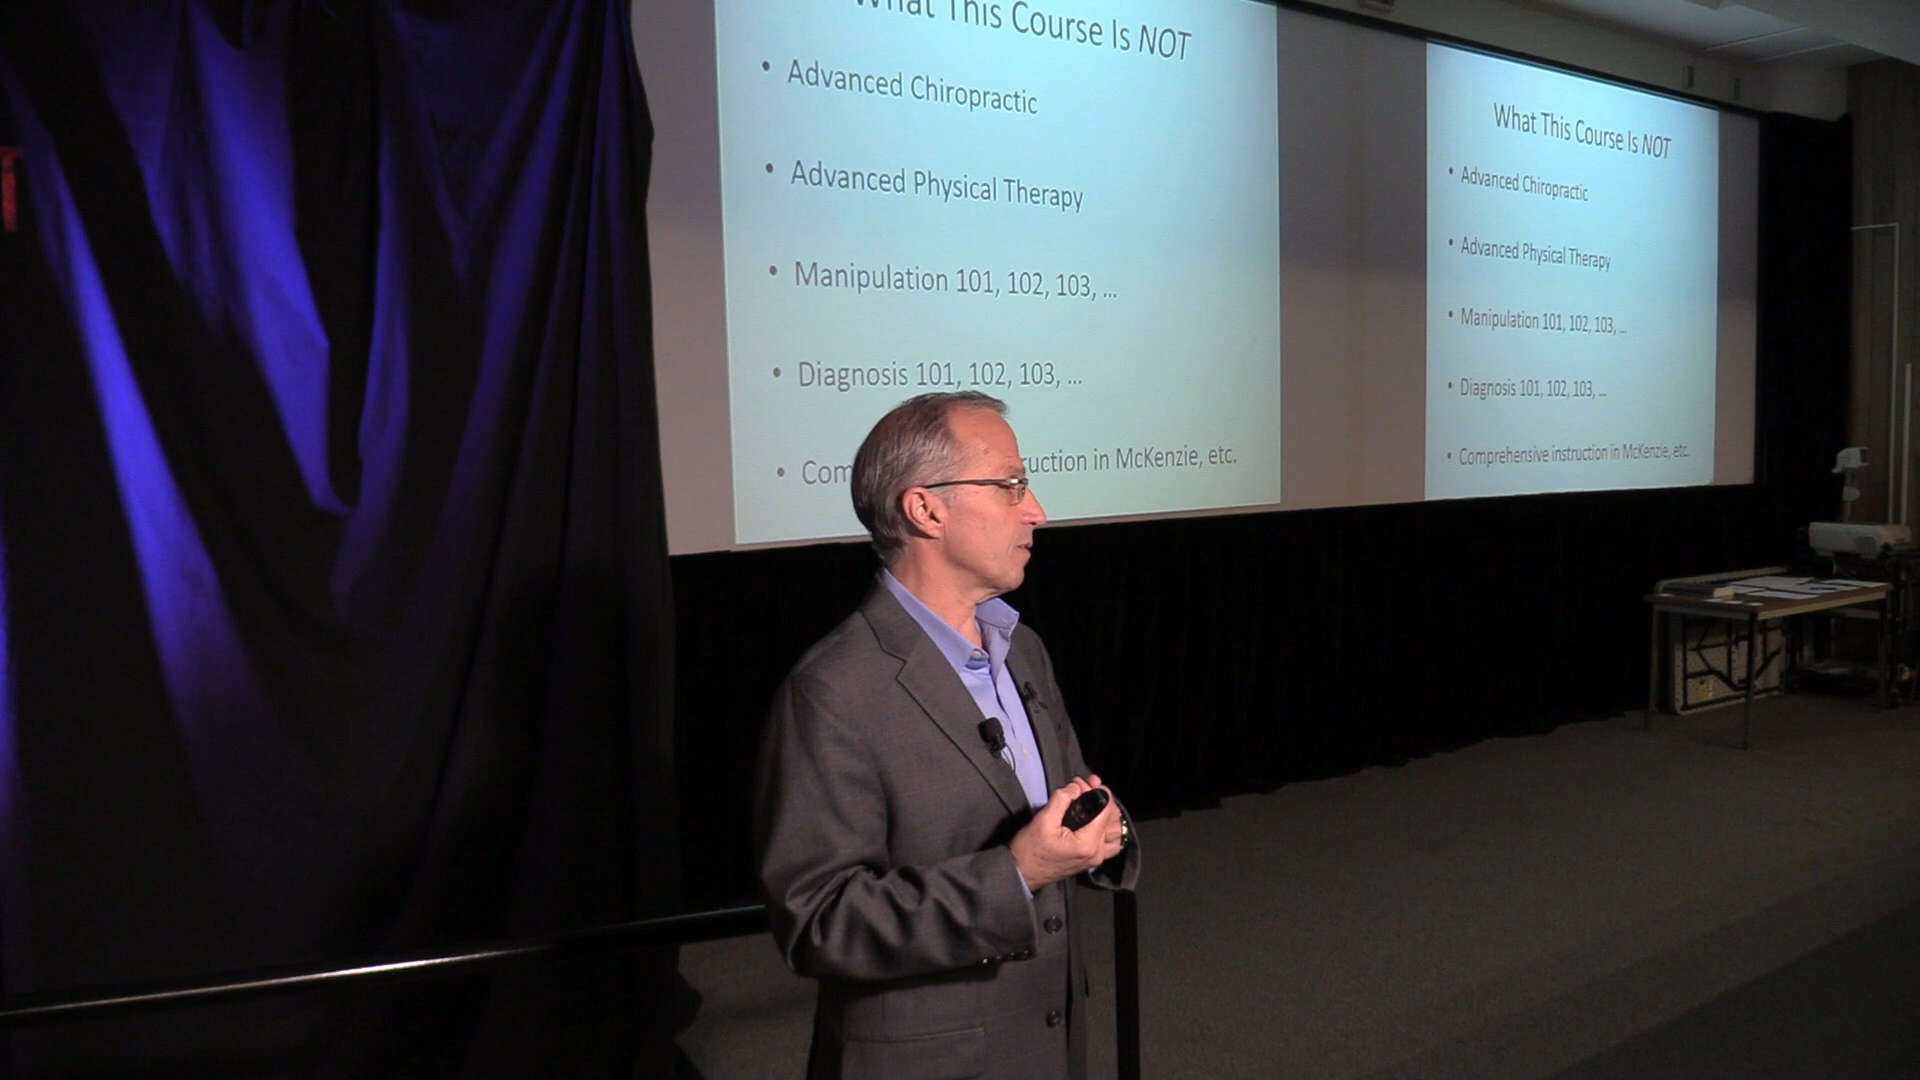 What This Course Is NOT
• Advanced Chiropractic
• Advanced Physical Therapy
• Manipulation 101, 102, 103, ...
• Diagnosis 101, 102, 103, ...
• Com ruction in McKenzie, etc.
What This Course Is NOT
• Advanced Chiropractic
• Advanced Physical Therapy
• Manipulation 101, 102, 103, ...
• Diagnosis 101, 102, 103, ...
• Comprehensive instruction in McKenzie, etc.